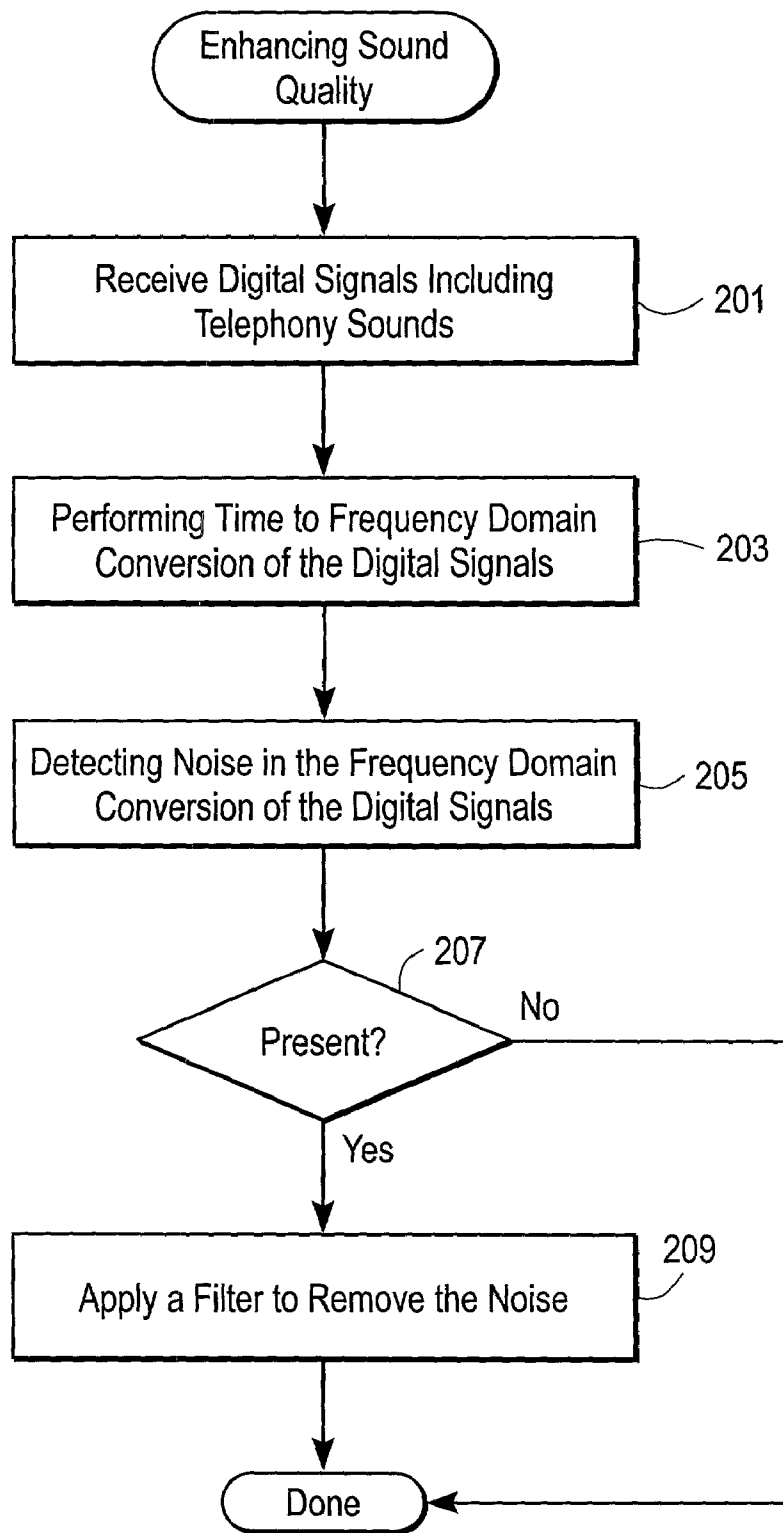 Enhancing Sound
Quality
Receive Digital Signals Including
Telephony Sounds
201
Performing Time to Frequency Domain
Conversion of the Digital Signals
203
Detecting Noise in the Frequency Domain
Conversion of the Digital Signals
205
207
Present?
No
Yes
Apply a Filter to Remove the Noise
209
Done